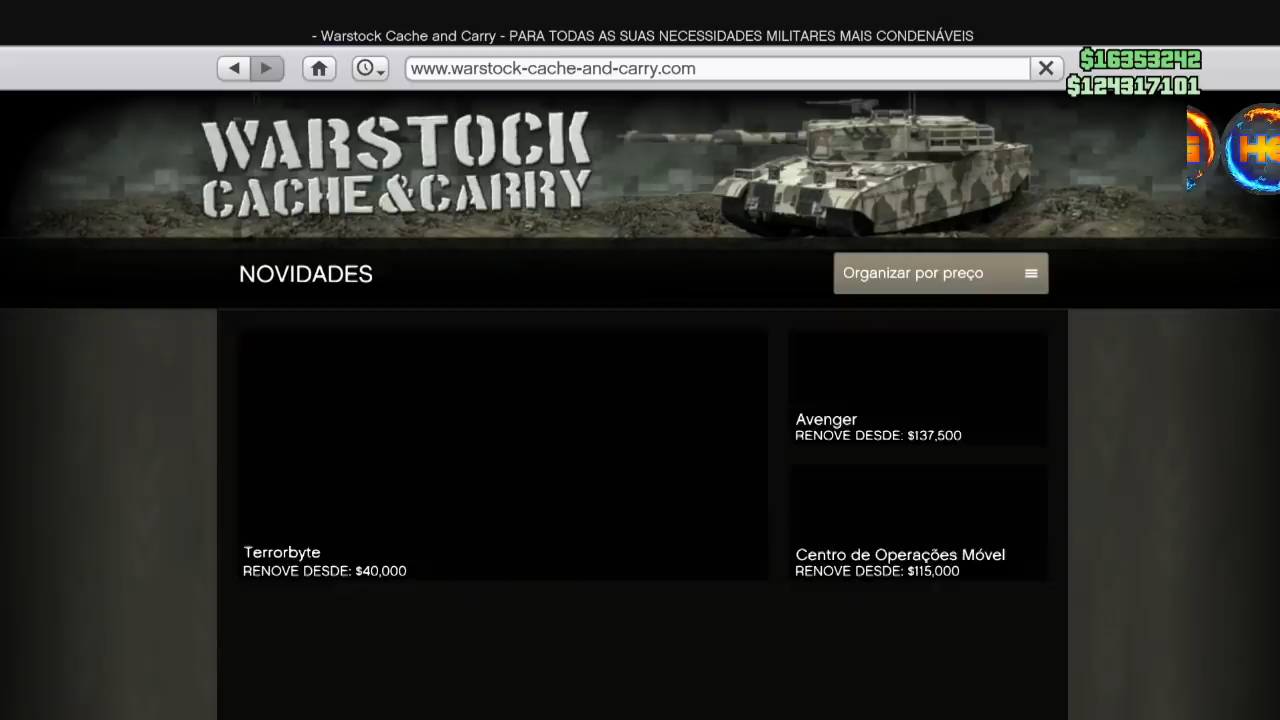 - Warstock Cache and Carry - PARA TODAS AS SUAS NECESSIDADES MILITARES MAIS CONDENÁVEIS
www.warstock-cache-and-carry.com
$16353242
$124317101
WARSTOCK
CACHE & CARRY
NOVIDADES
Organizar por preço
Avenger
RENOVE DESDE: $137,500
Terrorbyte
RENOVE DESDE: $40,000
Centro de Operações Móvel
RENOVE DESDE: $115,000